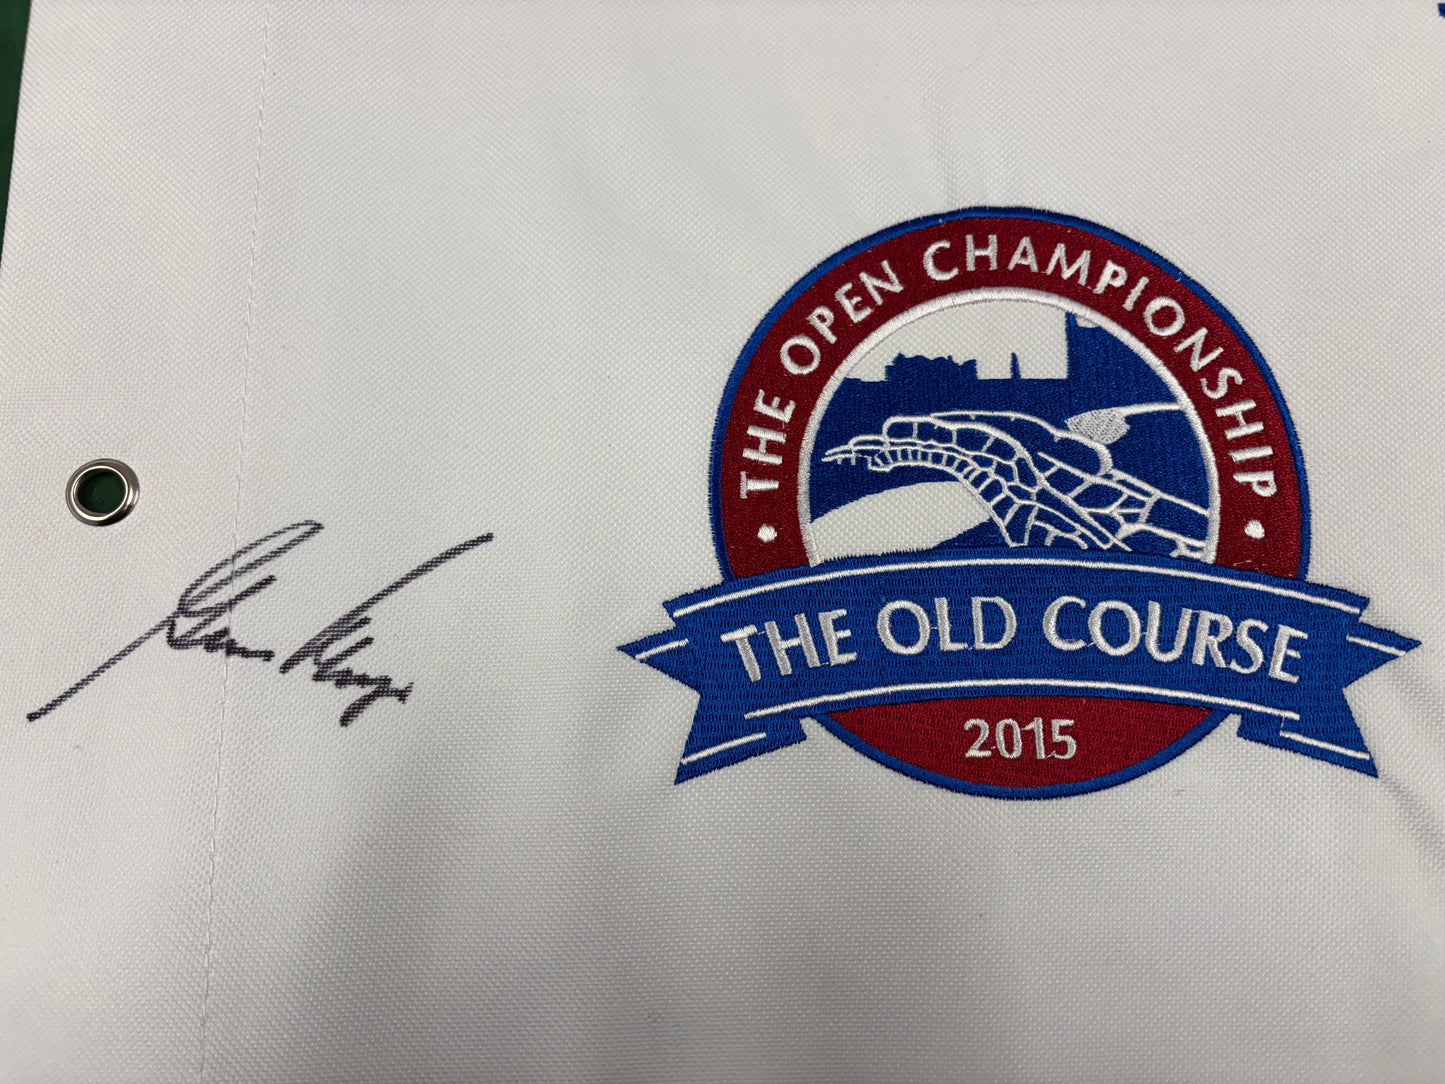 THE OPEN CHAMPIONSHIP
THE OLD COURSE
2015